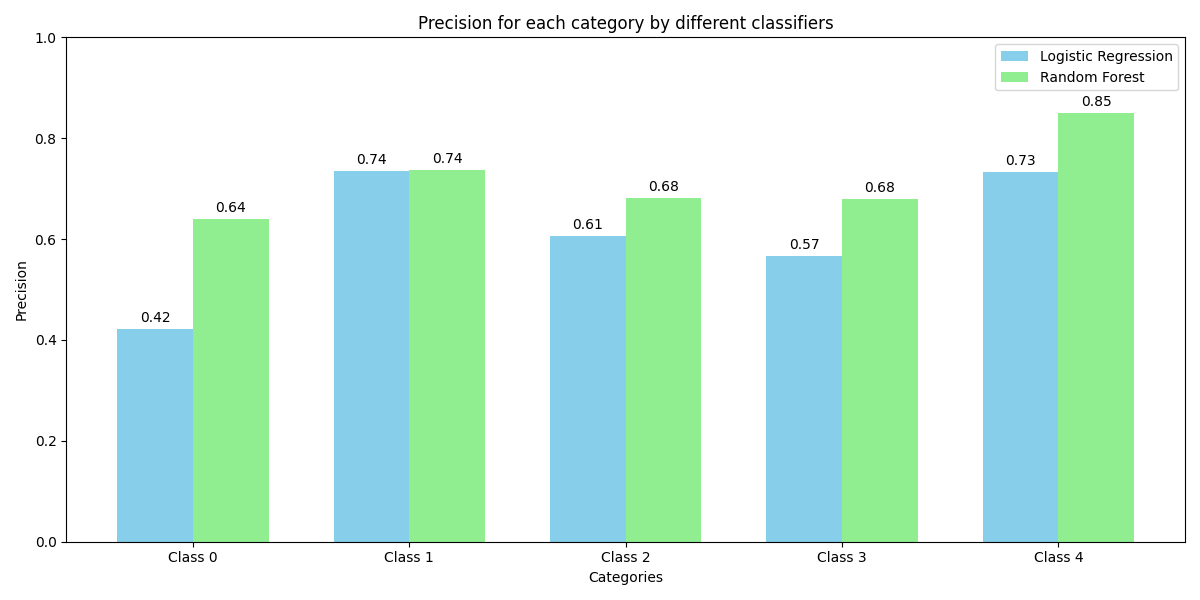 Precision for each category by different classifiers
Logistic Regression
Random Forest
Precision
1.0
0.8
0.6
0.4
0.2
0.0
0.42
0.64
0.74
0.74
0.61
0.68
0.57
0.68
0.73
0.85
Class 0
Class 1
Class 2
Class 3
Class 4
Categories